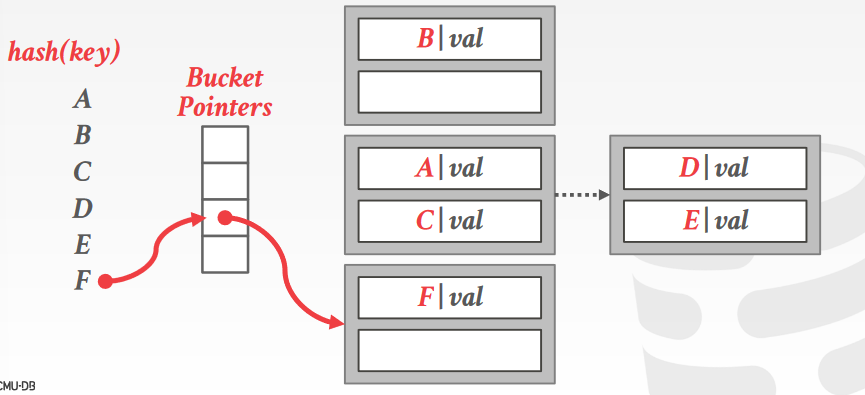 hash(key)
A
B
C
D
E
F
Bucket
Pointers
B|val
A|val
C|val
D|val
E|val
F|val
CMU-DB